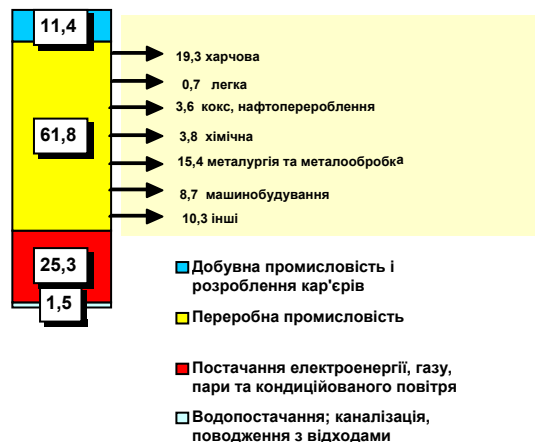 11,4
19,3 харчова
0,7 легка
3,6 кокс, нафтоперероблення
61,8
3,8 хімічна
15,4 металургія та металообробка
8,7 машинобудування
10,3 інші
25,3
1,5
Добувна промисловість і
розроблення кар'єрів
Переробна промисловість
Постачання електроенергії, газу,
пари та кондиційованого повітря
Водопостачання; каналізація,
поводження з відходами